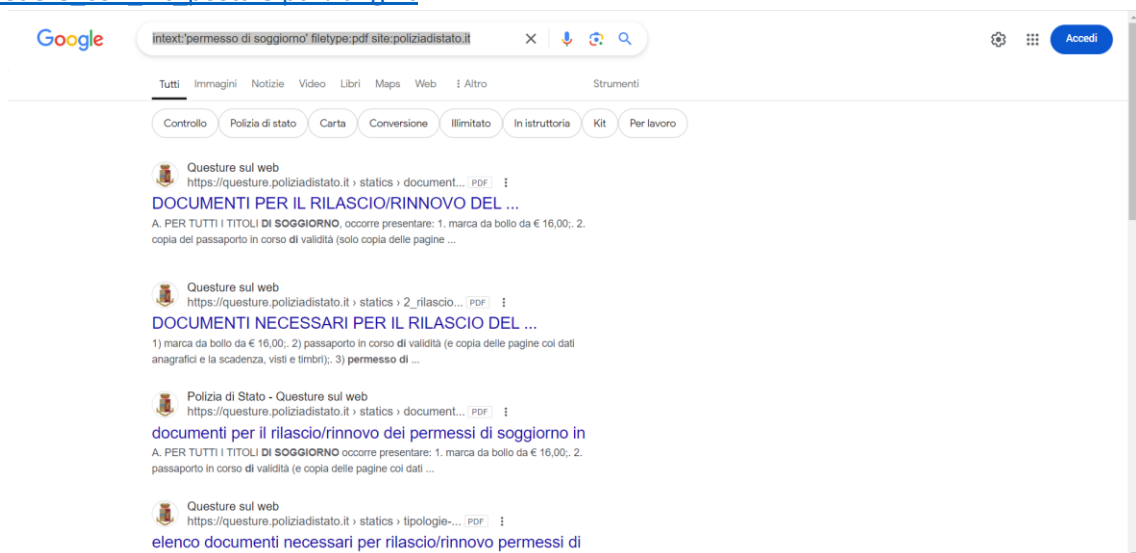 Google
intext:'permesso di soggiorno' filetype:pdf site:poliziadistato.it
Accedi
Tutti Immagini Notizie Video Libri Maps Web Altro Strumenti
Controllo Polizia di stato Carta Conversione Illimitato In istruttoria Kit Per lavoro
Questure sul web
https://questure.poliziadistato.it › statics › document... PDF
DOCUMENTI PER IL RILASCIO/RINNOVO DEL ...
A. PER TUTTI I TITOLI DI SOGGIORNO, occorre presentare: 1. marca da bollo da € 16,00;. 2.
copia del passaporto in corso di validità (solo copia delle pagine ...
Questure sul web
https://questure.poliziadistato.it › statics › 2_rilascio... PDF
DOCUMENTI NECESSARI PER IL RILASCIO DEL ...
1) marca da bollo da € 16,00;. 2) passaporto in corso di validità (e copia delle pagine coi dati
anagrafici e la scadenza, visti e timbri);. 3) permesso di ...
Polizia di Stato - Questure sul web
https://questure.poliziadistato.it › statics › document... PDF
documenti per il rilascio/rinnovo dei permessi di soggiorno in
A. PER TUTTI I TITOLI DI SOGGIORNO occorre presentare: 1. marca da bollo da € 16,00;. 2.
passaporto in corso di validità (e copia delle pagine coi dati ...
Questure sul web
https://questure.poliziadistato.it › statics › tipologie-... PDF
elenco documenti necessari per rilascio/rinnovo permessi di